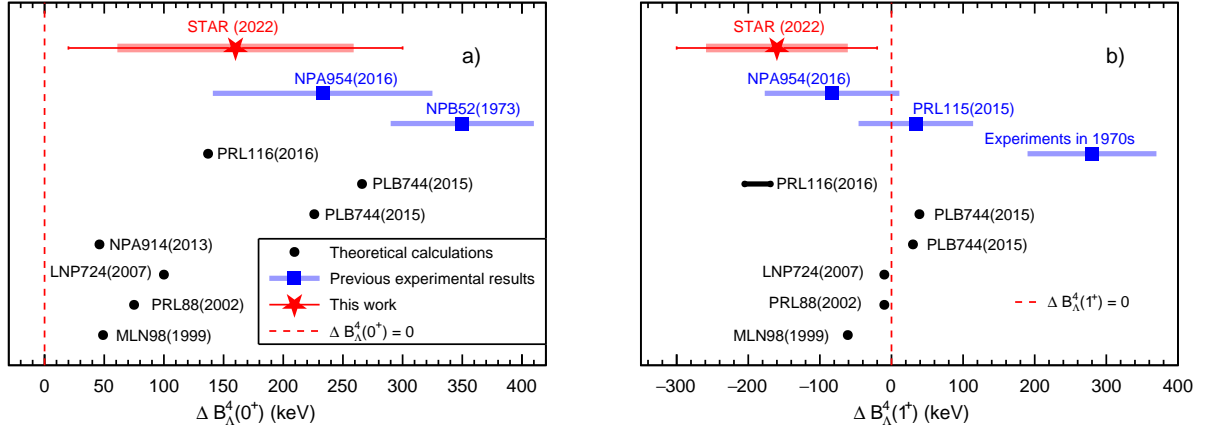 STAR (2022)
a)
NPA954(2016)
NPB52(1973)
PRL116(2016)
PLB744(2015)
PLB744(2015)
NPA914(2013)
LNP724(2007)
PRL88(2002)
MLN98(1999)
Theoretical calculations
Previous experimental results
This work
Δ B⁴_Λ(0⁺) = 0
0 50 100 150 200 250 300 350 400
Δ B⁴_Λ(0⁺) (keV)
STAR (2022)
b)
NPA954(2016)
PRL115(2015)
Experiments in 1970s
PRL116(2016)
PLB744(2015)
PLB744(2015)
LNP724(2007)
PRL88(2002)
Δ B⁴_Λ(1⁺) = 0
MLN98(1999)
−300 −200 −100 0 100 200 300 400
Δ B⁴_Λ(1⁺) (keV)